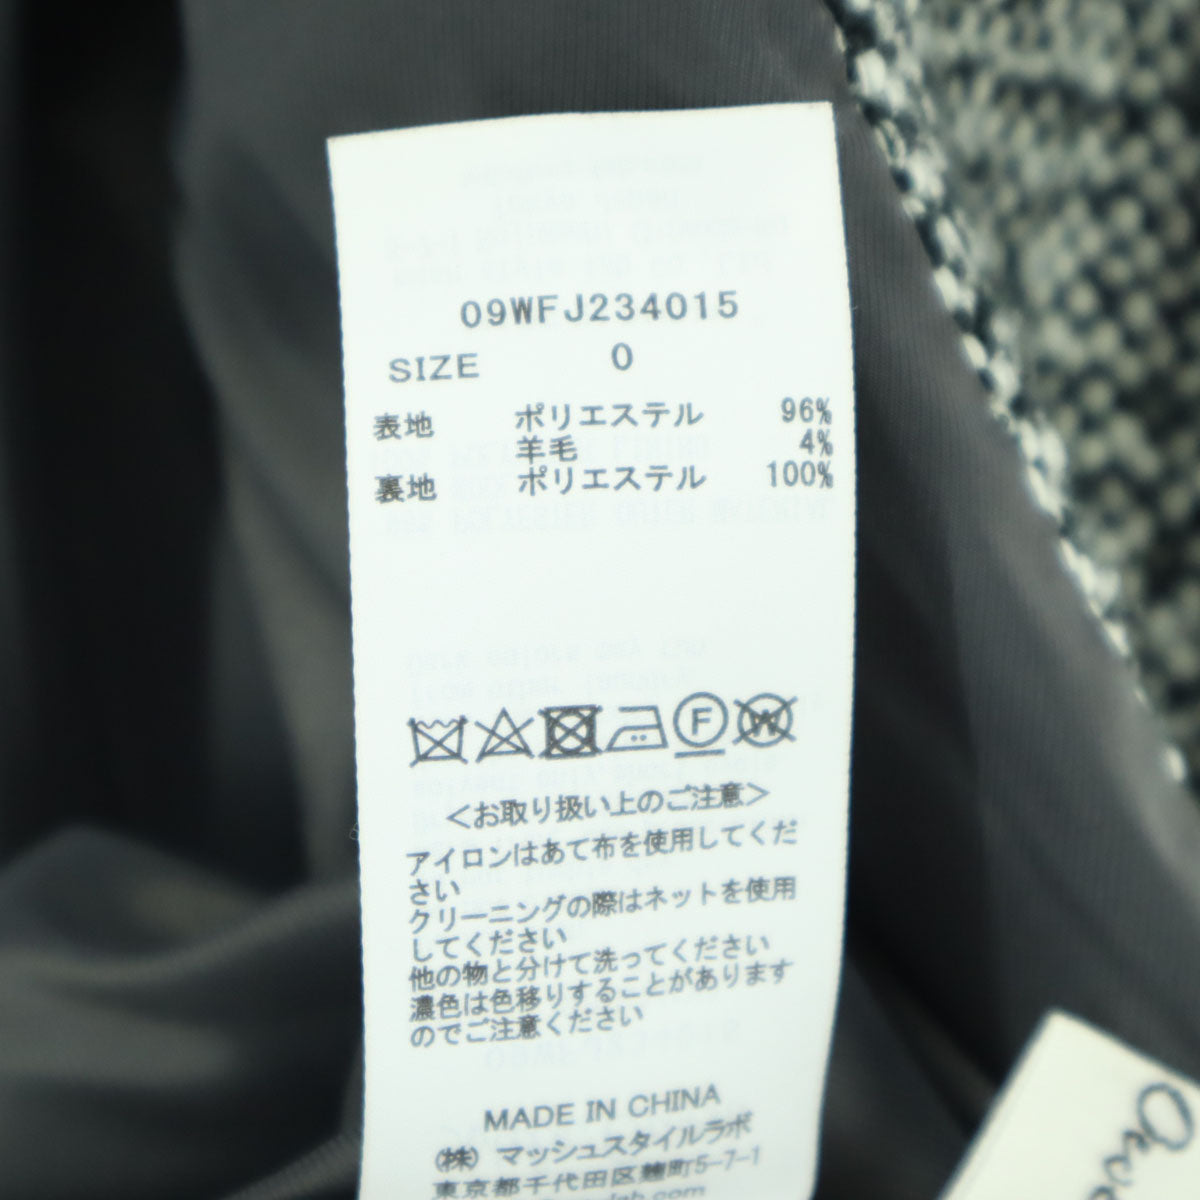 09WFJ234015
SIZE 0
表地 ポリエステル 96%
羊毛 4%
裏地 ポリエステル 100%
F
W
<お取り扱い上のご注意>
アイロンはあて布を使用してくだ
さい
クリーニングの際はネットを使用
してください
他の物と分けて洗ってください
濃色は色移りすることがあります
のでご注意ください
MADE IN CHINA
(株) マッシュスタイルラボ
東京都千代田区麹町5-7-1